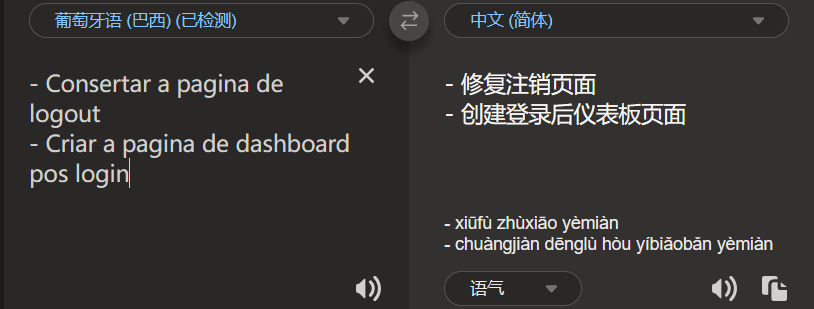 葡萄牙语 (巴西) (已检测)
中文 (简体)
- Consertar a pagina de
logout
- Criar a pagina de dashboard
pos login
- 修复注销页面
- 创建登录后仪表板页面
- xiūfù zhùxiāo yèmiàn
- chuàngjiàn dēnglù hòu yíbiǎobǎn yèmiàn
语气